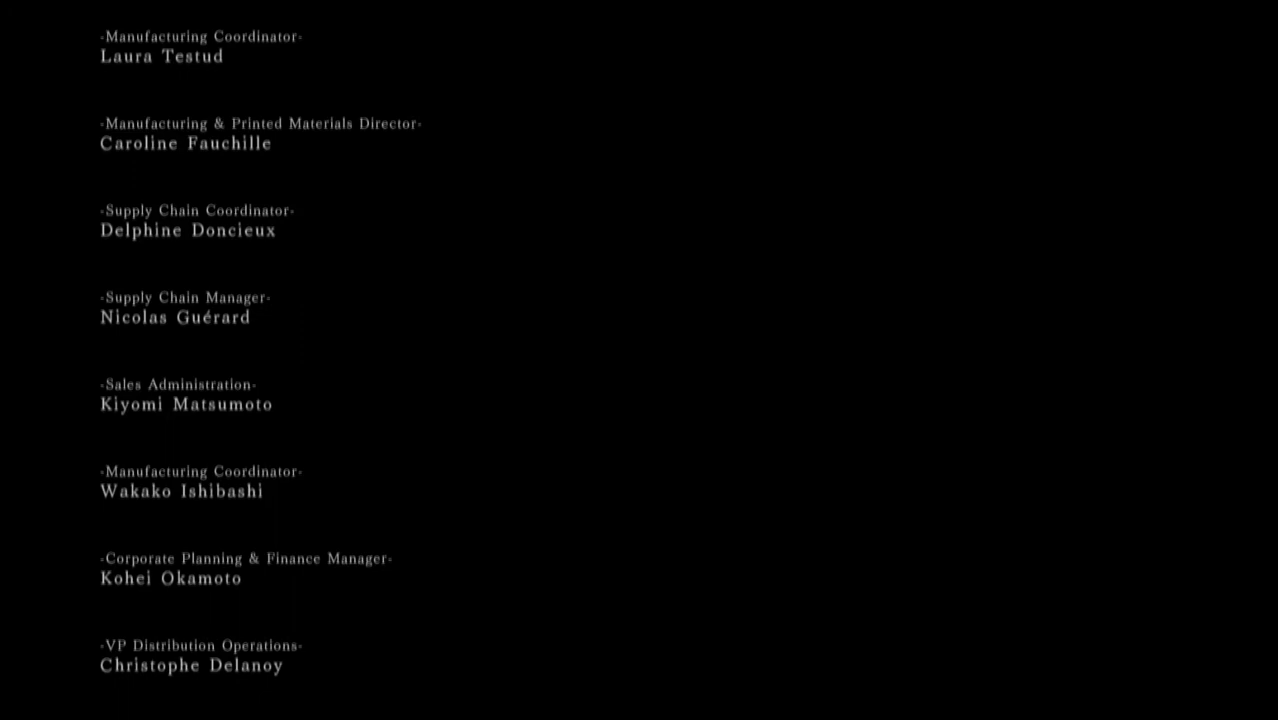 -Manufacturing Coordinator-
Laura Testud
-Manufacturing & Printed Materials Director-
Caroline Fauchille
-Supply Chain Coordinator-
Delphine Doncieux
-Supply Chain Manager-
Nicolas Guérard
-Sales Administration-
Kiyomi Matsumoto
-Manufacturing Coordinator-
Wakako Ishibashi
-Corporate Planning & Finance Manager-
Kohei Okamoto
-VP Distribution Operations-
Christophe Delanoy